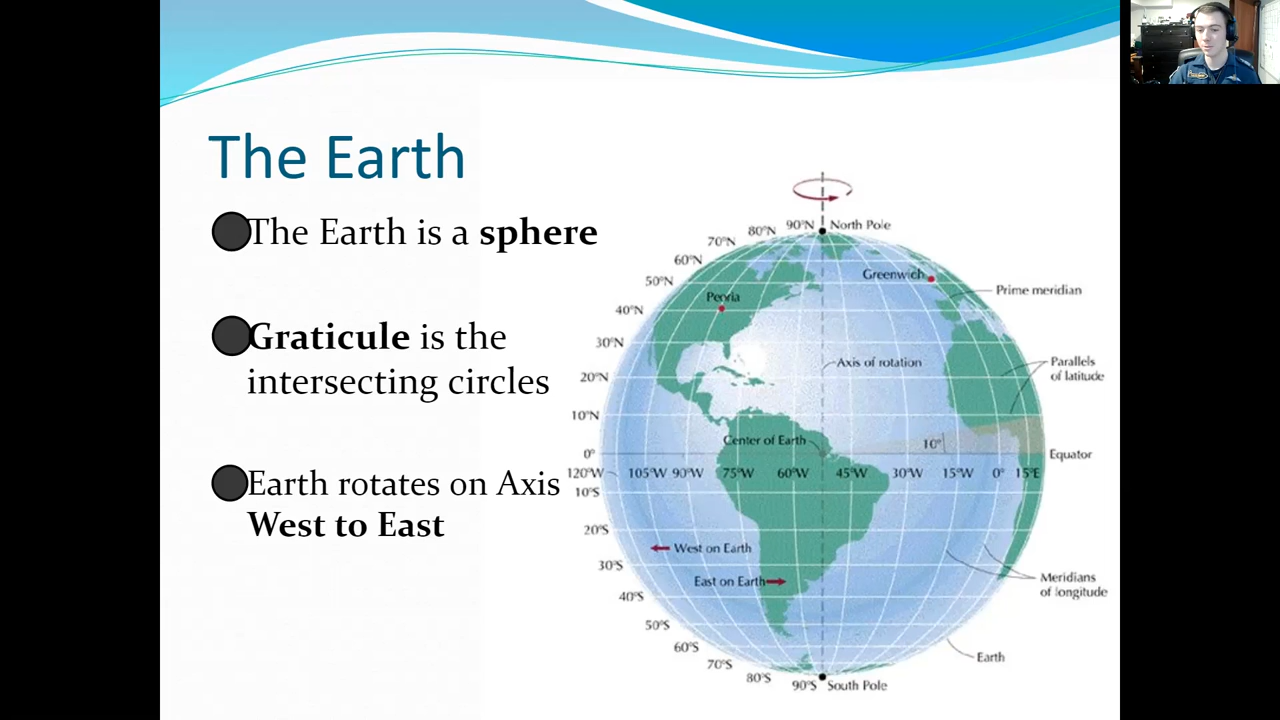 The Earth
The Earth is a sphere
Graticule is the
intersecting circles
Earth rotates on Axis
West to East
90°N North Pole
80°N
70°N
60°N
50°N
40°N
30°N
20°N
10°N
0°
10°S
20°S
30°S
40°S
50°S
60°S
70°S
80°S
90°S South Pole
Greenwich
Peoria
Prime meridian
Axis of rotation
Parallels
of latitude
Center of Earth
10°
Equator
120°W 105°W 90°W 75°W 60°W 45°W 30°W 15°W 0° 15°E
West on Earth
East on Earth
Meridians
of longitude
Earth